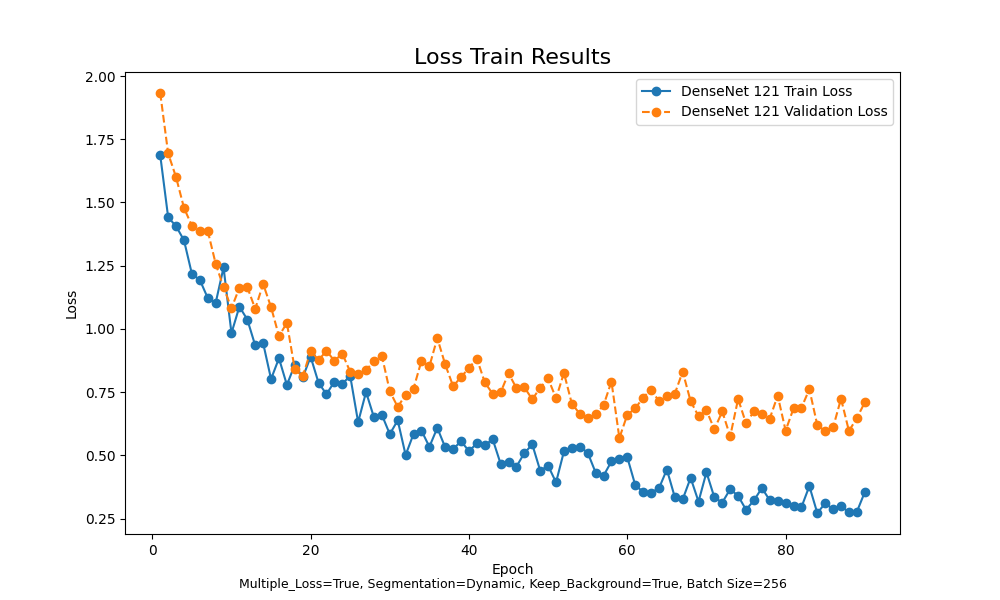 Loss Train Results
DenseNet 121 Train Loss
DenseNet 121 Validation Loss
2.00
1.75
1.50
1.25
1.00
0.75
0.50
0.25
Loss
0 20 40 60 80
Epoch
Multiple_Loss=True, Segmentation=Dynamic, Keep_Background=True, Batch Size=256